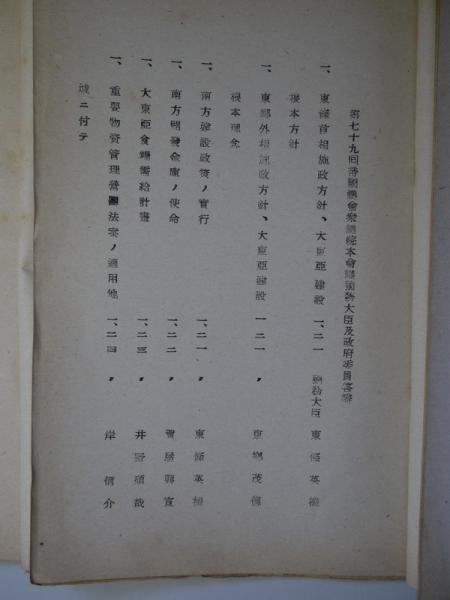 第七十九回帝國議會衆議院本會議國務大臣及政府委員答辯
一、東條首相施政方針、大東亞建設 一、二一 總務大臣 東條英機
根本方針
一、東鄕外相施政方針、大東亞建設 一二一 〃 東鄕茂德
根本理念
一、南方建設政策ノ實行 一、二一 〃 東條英機
一、南方開發金庫ノ使命 一、二二 〃 賀屋興宣
一、大東亞食糧需給計畫 一、二三 〃 井野碩哉
一、重要物資管理營團法案ノ適用地 一、二四 〃 岸信介
域ニ付テ